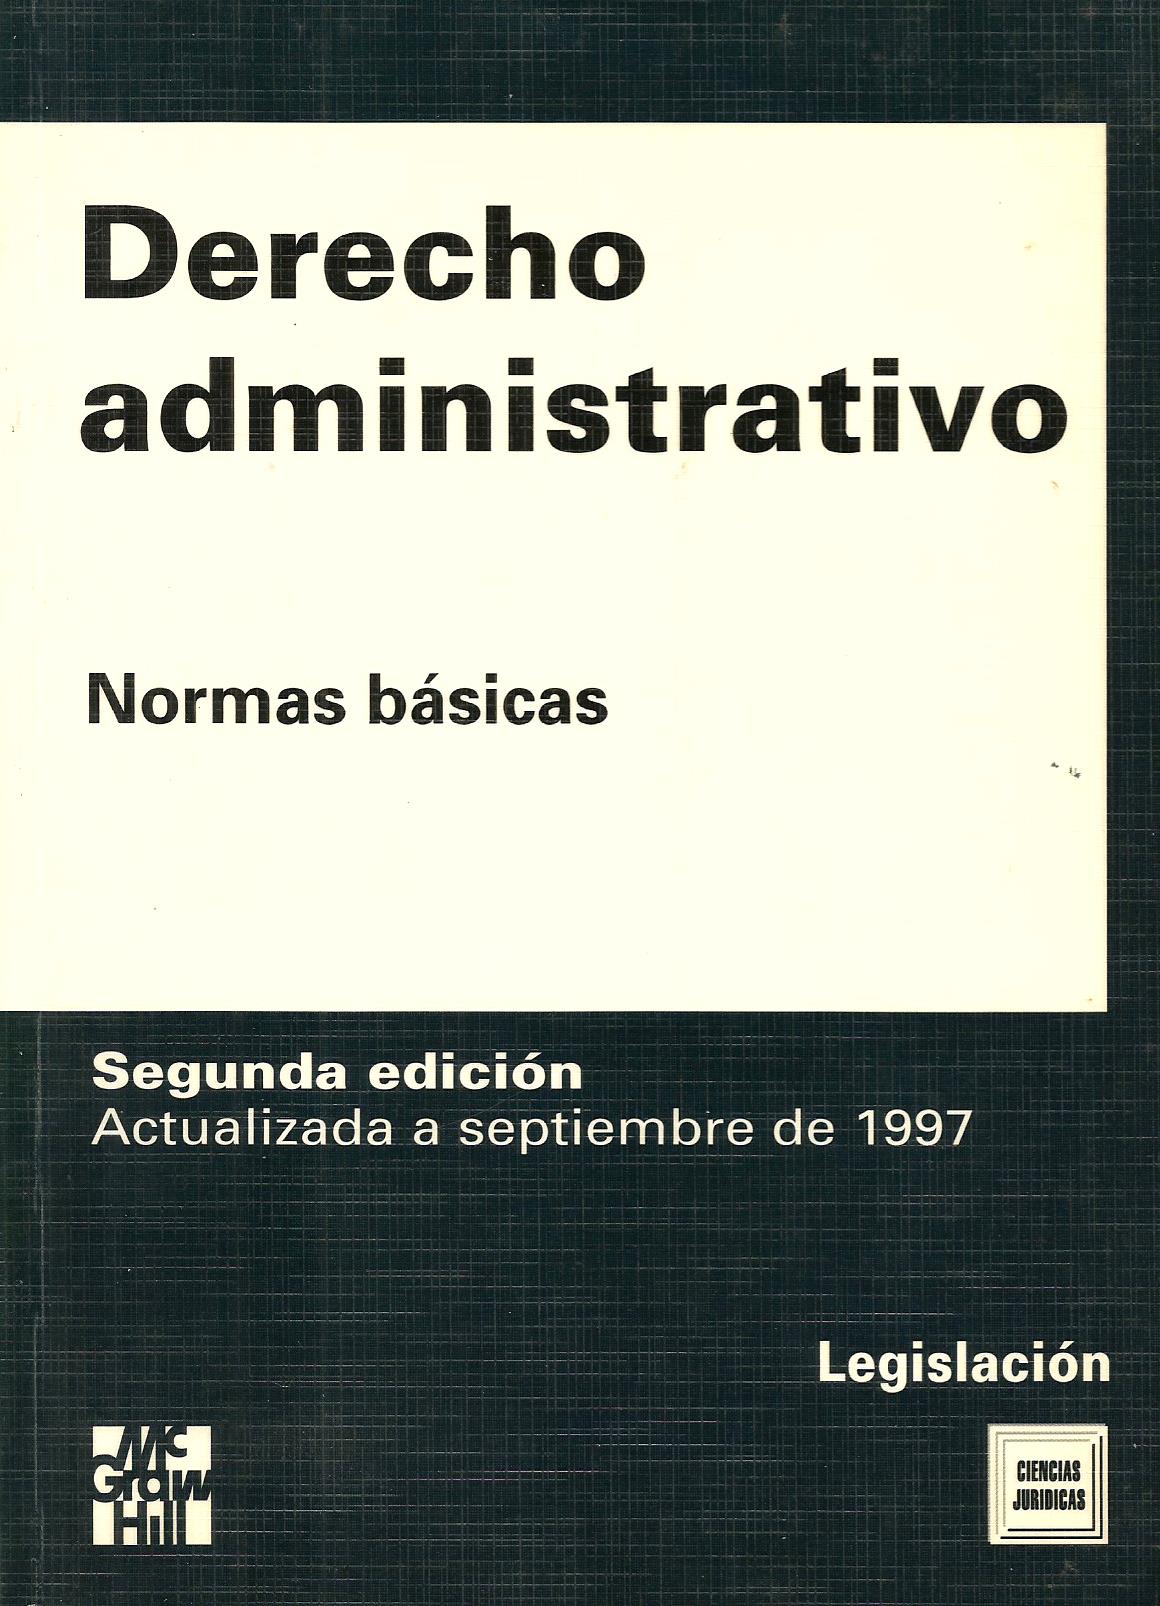 Derecho
administrativo
Normas básicas
Segunda edición
Actualizada a septiembre de 1997
Legislación
Mc
Graw
Hill
CIENCIAS
JURIDICAS